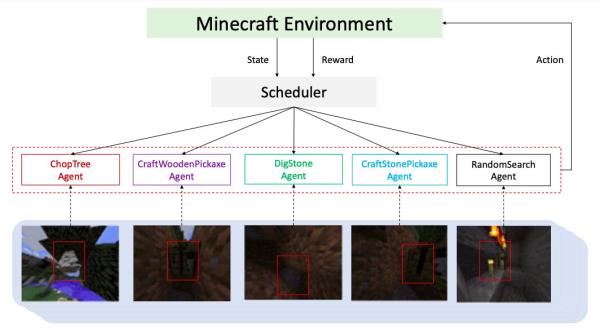 Minecraft Environment
State
Reward
Action
Scheduler
ChopTree
Agent
CraftWoodenPickaxe
Agent
DigStone
Agent
CraftStonePickaxe
Agent
RandomSearch
Agent